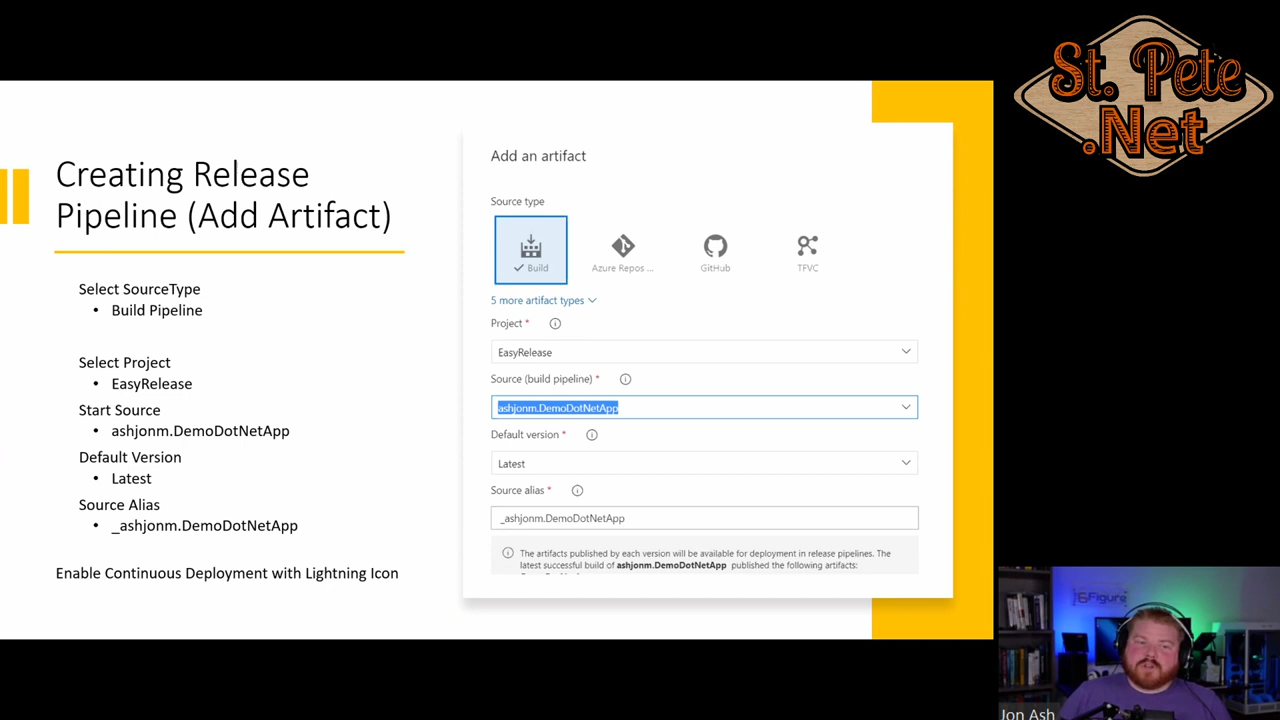 St. Pete
.Net
Creating Release
Pipeline (Add Artifact)
Select SourceType
• Build Pipeline
Select Project
• EasyRelease
Start Source
• ashjonm.DemoDotNetApp
Default Version
• Latest
Source Alias
• _ashjonm.DemoDotNetApp
Enable Continuous Deployment with Lightning Icon
Add an artifact
Source type
Build
Azure Repos ...
GitHub
TFVC
5 more artifact types
Project *
EasyRelease
Source (build pipeline) *
ashjonm.DemoDotNetApp
Default version *
Latest
Source alias *
_ashjonm.DemoDotNetApp
The artifacts published by each version will be available for deployment in release pipelines. The
latest successful build of ashjonm.DemoDotNetApp published the following artifacts:
6Figure
Jon Ash